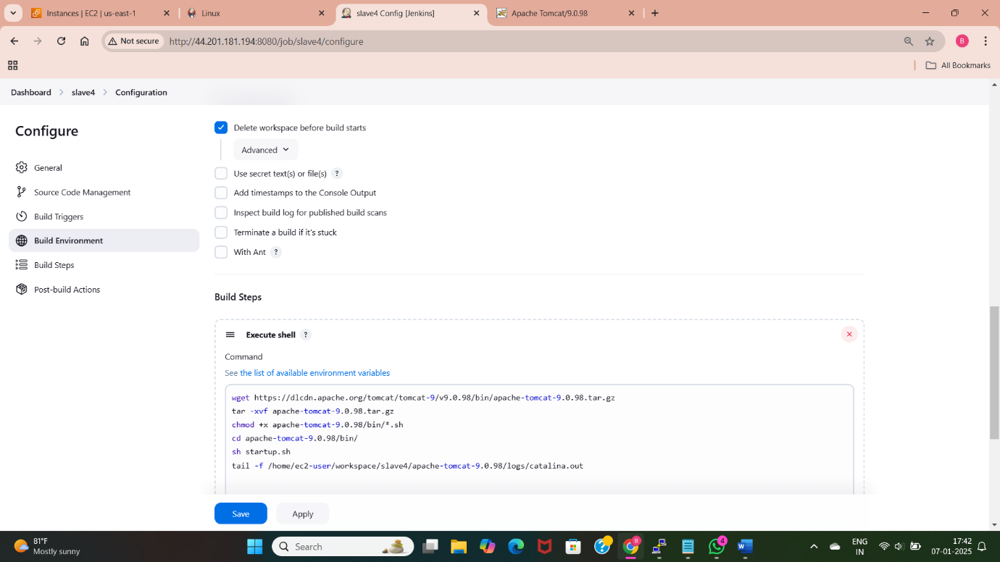 Instances | EC2 | us-east-1
Linux
slave4 Config [Jenkins]
Apache Tomcat/9.0.98
Not secure
http://44.201.181.194:8080/job/slave4/configure
B
All Bookmarks
Dashboard
slave4
Configuration
Configure
General
Source Code Management
Build Triggers
Build Environment
Build Steps
Post-build Actions
Delete workspace before build starts
Advanced
Use secret text(s) or file(s) ?
Add timestamps to the Console Output
Inspect build log for published build scans
Terminate a build if it's stuck
With Ant ?
Build Steps
Execute shell ?
Command
See the list of available environment variables
wget https://dlcdn.apache.org/tomcat/tomcat-9/v9.0.98/bin/apache-tomcat-9.0.98.tar.gz
tar -xvf apache-tomcat-9.0.98.tar.gz
chmod +x apache-tomcat-9.0.98/bin/*.sh
cd apache-tomcat-9.0.98/bin/
sh startup.sh
tail -f /home/ec2-user/workspace/slave4/apache-tomcat-9.0.98/logs/catalina.out
Save
Apply
81°F
Mostly sunny
Search
B
4
ENG
IN
17:42
07-01-2025